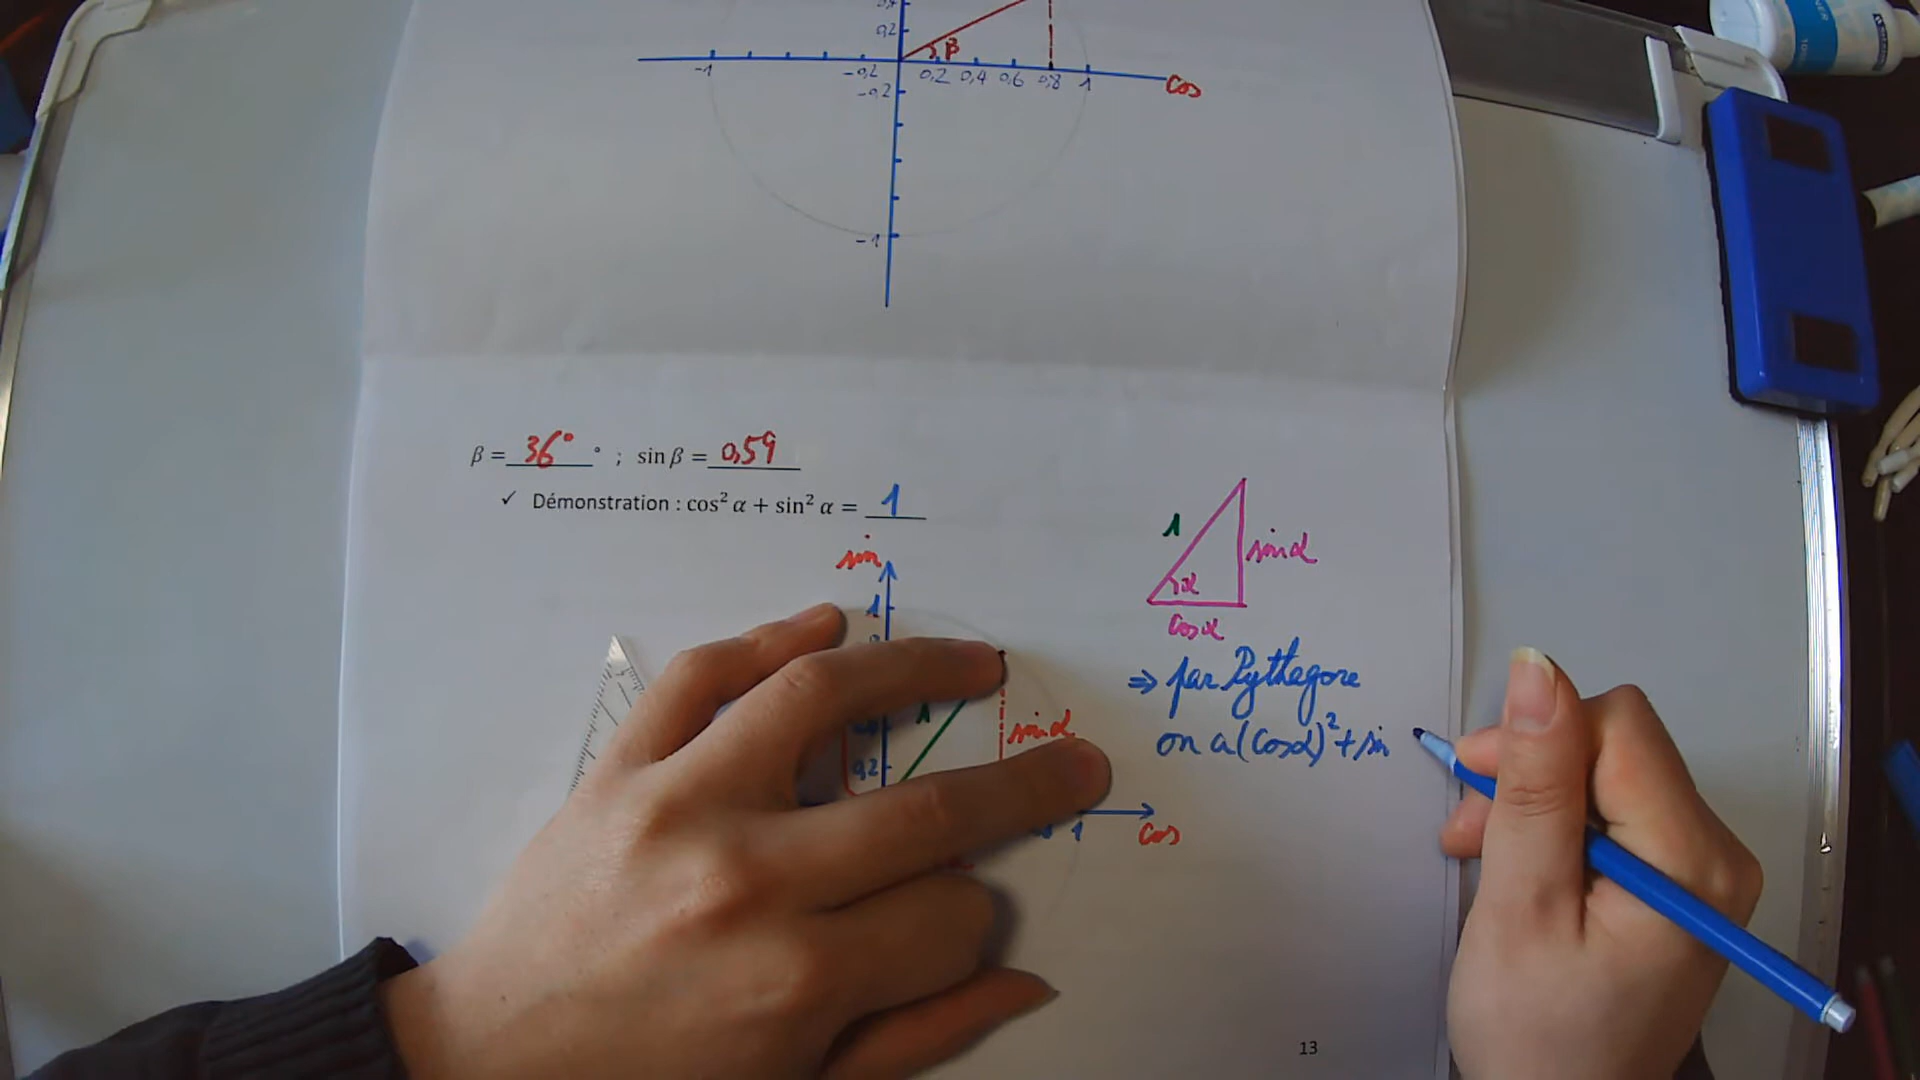 0,2
β
-1 -0,2 0,2 0,4 0,6 0,8 1 cos
-0,2
-1
β = 36° ° ; sin β = 0,59
✓ Démonstration : cos² α + sin² α = 1
sin
1
1 sin α
α
cos α
⇒ par Pythagore
on a (cos α)² + sin
1 sin α
0,2
1 cos
13